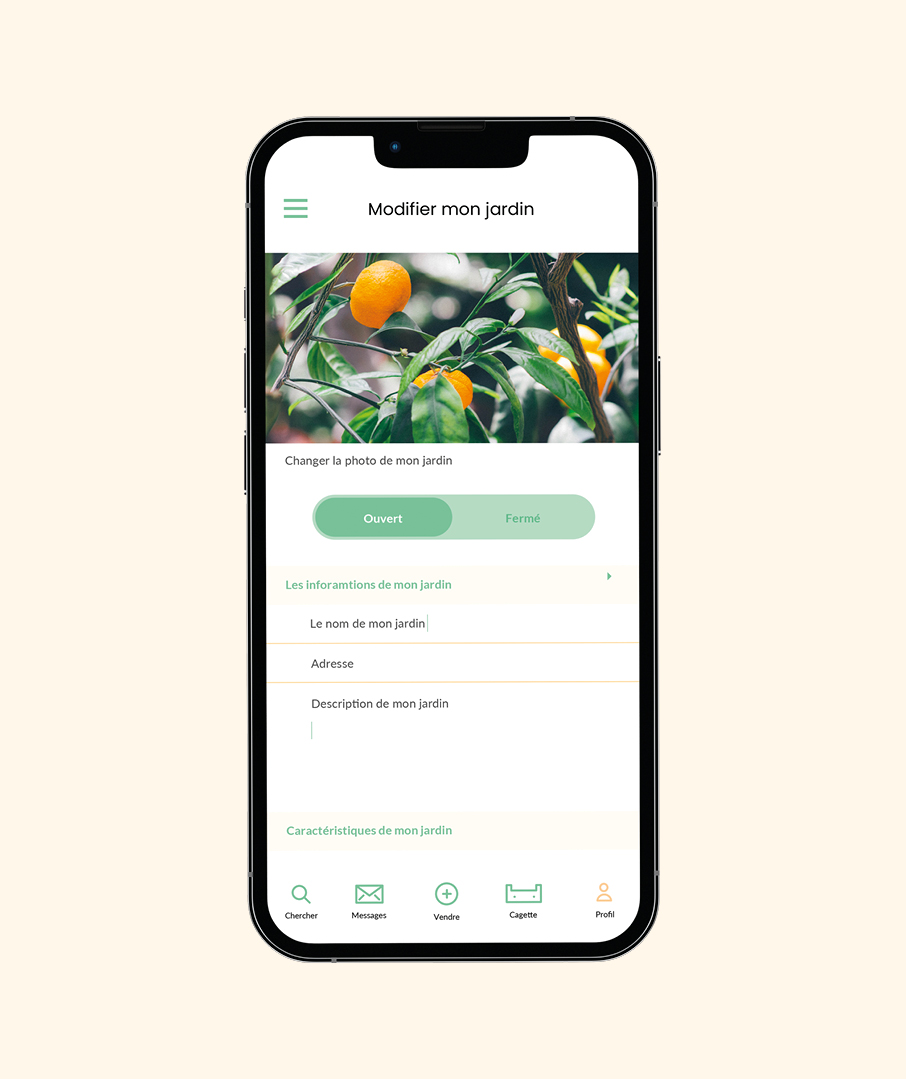 Modifier mon jardin
Changer la photo de mon jardin
Ouvert
Fermé
Les inforamtions de mon jardin
Le nom de mon jardin
Adresse
Description de mon jardin
Caractéristiques de mon jardin
Chercher
Messages
Vendre
Cagette
Profil